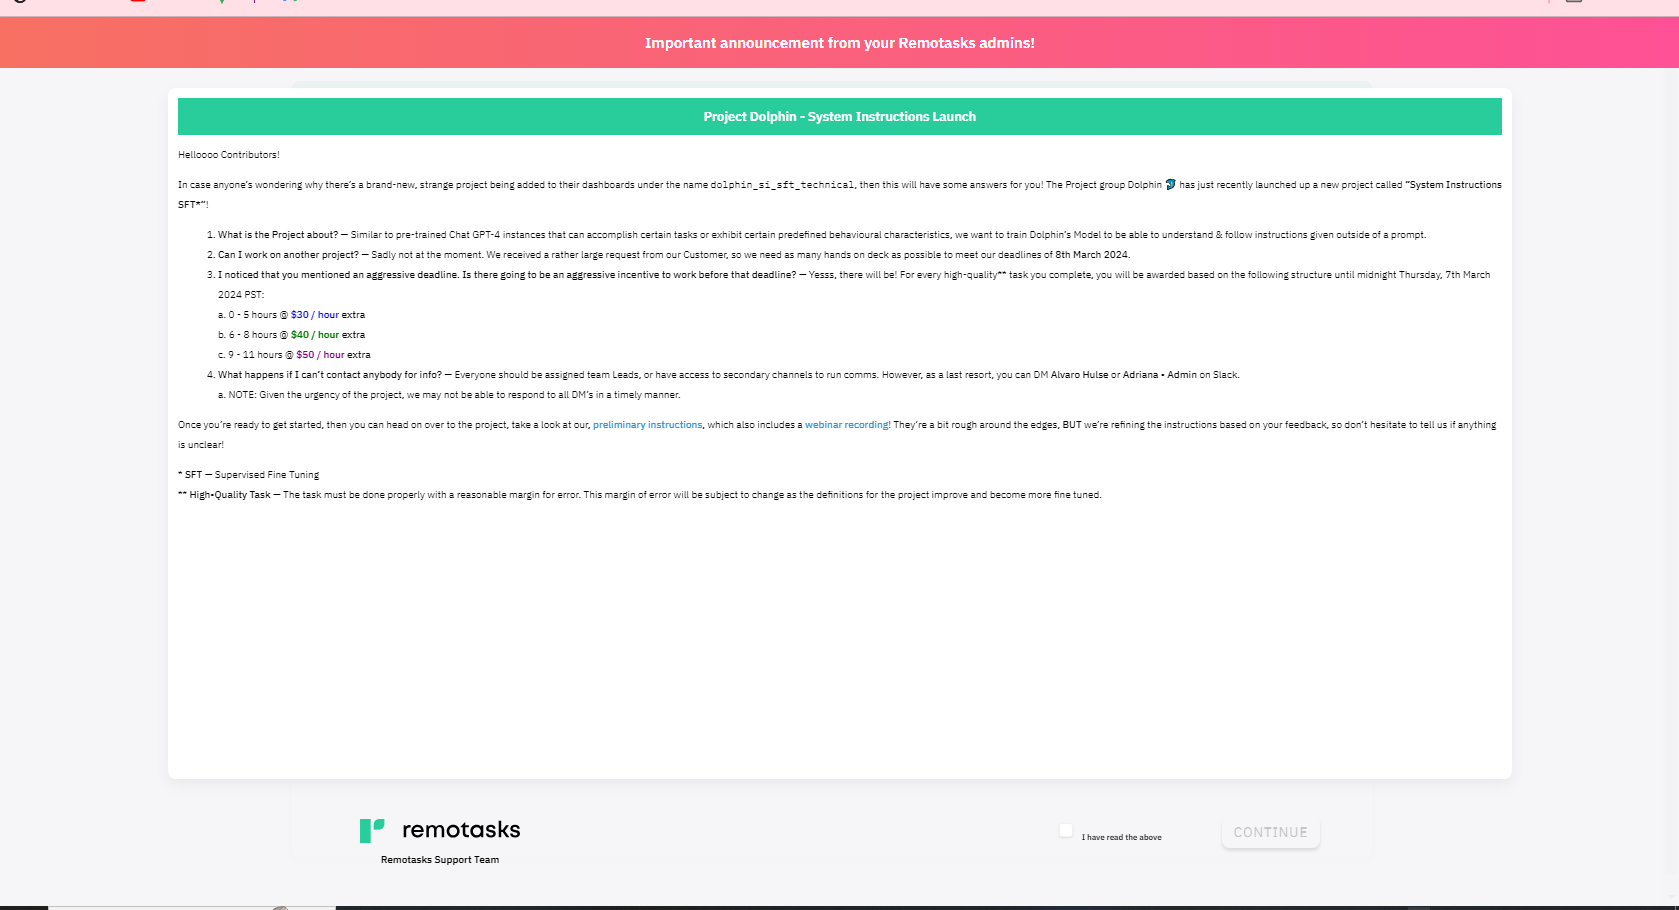 Important announcement from your Remotasks admins!
Project Dolphin - System Instructions Launch
Helloooo Contributors!
In case anyone's wondering why there's a brand-new, strange project being added to their dashboards under the name dolphin_si_sft_technical, then this will have some answers for you! The Project group Dolphin has just recently launched up a new project called "System Instructions
SFT*"!
1. What is the Project about? — Similar to pre-trained Chat GPT-4 instances that can accomplish certain tasks or exhibit certain predefined behavioural characteristics, we want to train Dolphin's Model to be able to understand & follow instructions given outside of a prompt.
2. Can I work on another project? — Sadly not at the moment. We received a rather large request from our Customer, so we need as many hands on deck as possible to meet our deadlines of 8th March 2024.
3. I noticed that you mentioned an aggressive deadline. Is there going to be an aggressive incentive to work before that deadline? — Yesss, there will be! For every high-quality** task you complete, you will be awarded based on the following structure until midnight Thursday, 7th March
2024 PST:
a. 0 - 5 hours @ $30 / hour extra
b. 6 - 8 hours @ $40 / hour extra
c. 9 - 11 hours @ $50 / hour extra
4. What happens if I can't contact anybody for info? — Everyone should be assigned team Leads, or have access to secondary channels to run comms. However, as a last resort, you can DM Alvaro Hulse or Adriana • Admin on Slack.
a. NOTE: Given the urgency of the project, we may not be able to respond to all DM's in a timely manner.
Once you're ready to get started, then you can head on over to the project, take a look at our, preliminary instructions, which also includes a webinar recording! They're a bit rough around the edges, BUT we're refining the instructions based on your feedback, so don't hesitate to tell us if anything
is unclear!
* SFT — Supervised Fine Tuning
** High-Quality Task — The task must be done properly with a reasonable margin for error. This margin of error will be subject to change as the definitions for the project improve and become more fine tuned.
remotasks
Remotasks Support Team
I have read the above
CONTINUE